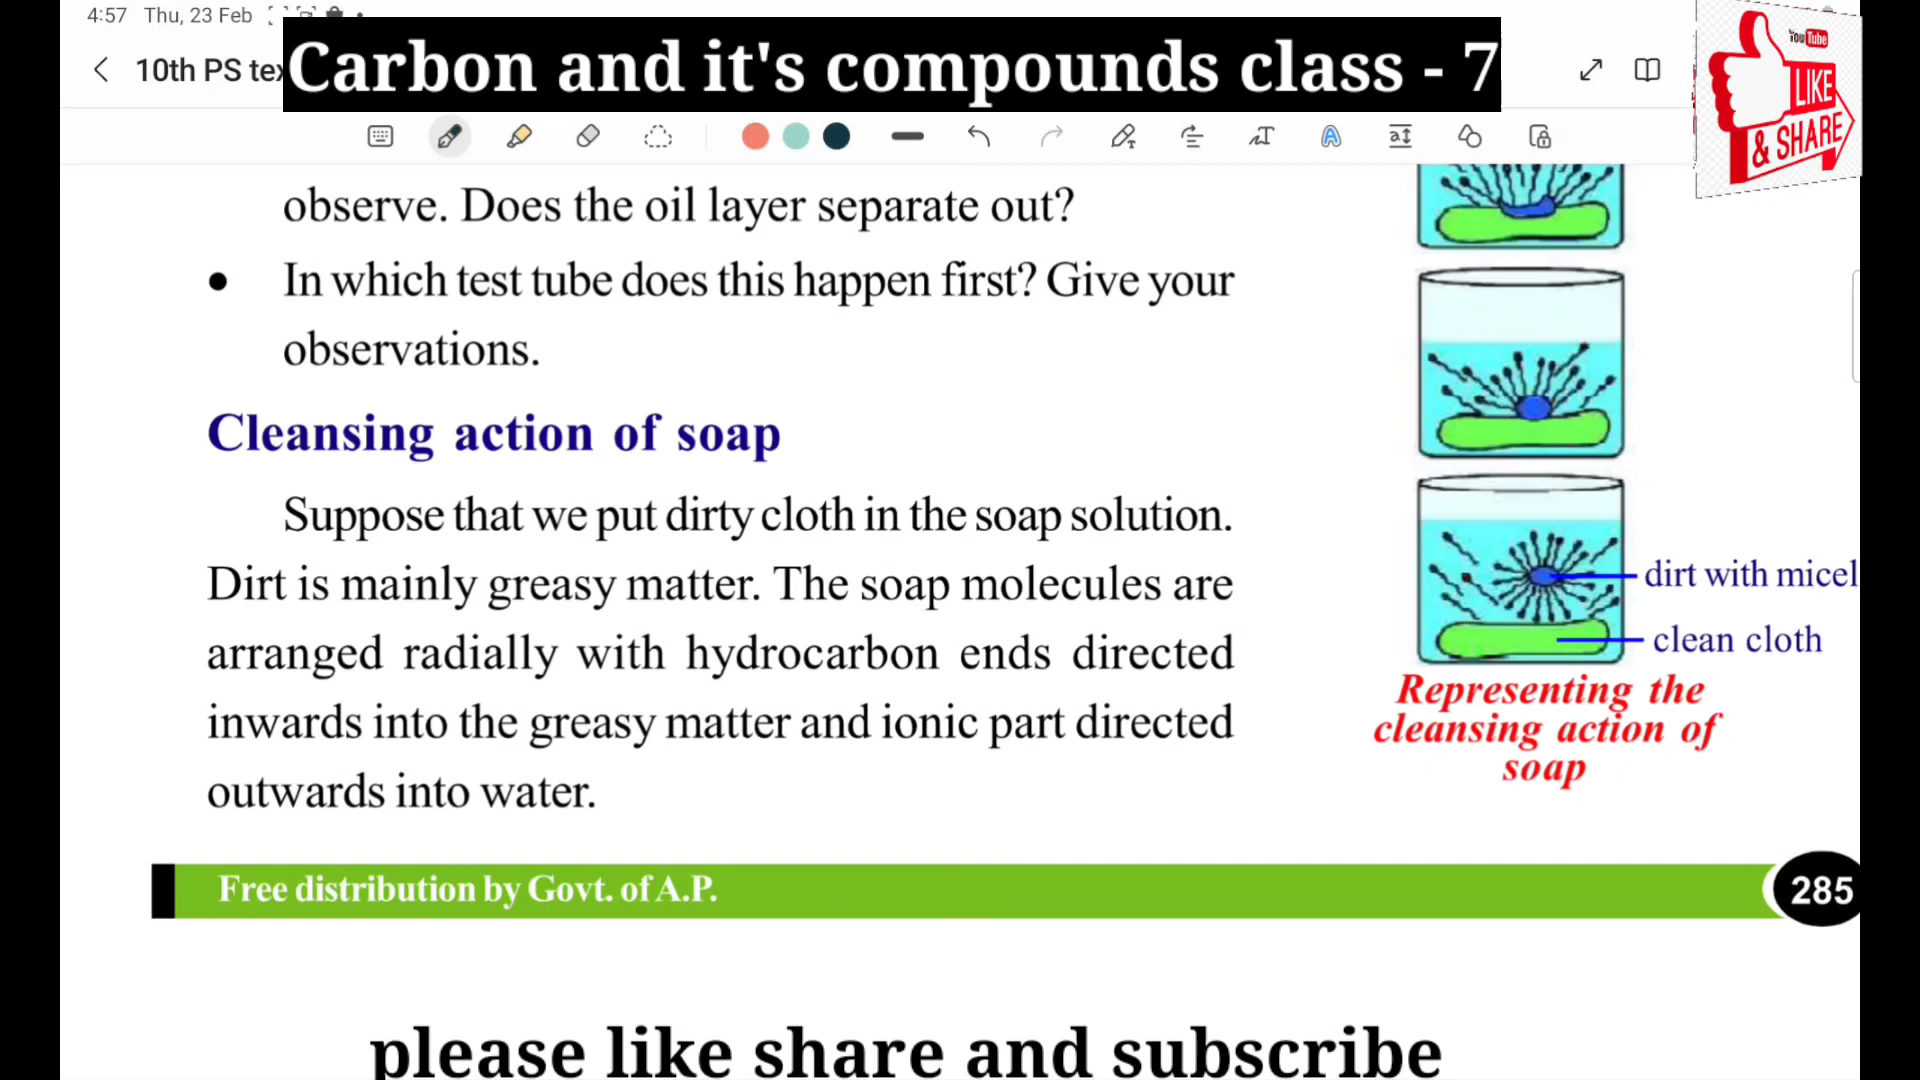 4:57 Thu, 23 Feb
10th PS tex
Carbon and it's compounds class - 7
YouTube
LIKE
& SHARE
observe. Does the oil layer separate out?
• In which test tube does this happen first? Give your
observations.
Cleansing action of soap
Suppose that we put dirty cloth in the soap solution.
Dirt is mainly greasy matter. The soap molecules are
arranged radially with hydrocarbon ends directed
inwards into the greasy matter and ionic part directed
outwards into water.
dirt with micel
clean cloth
Representing the
cleansing action of
soap
Free distribution by Govt. of A.P.
285
please like share and subscribe